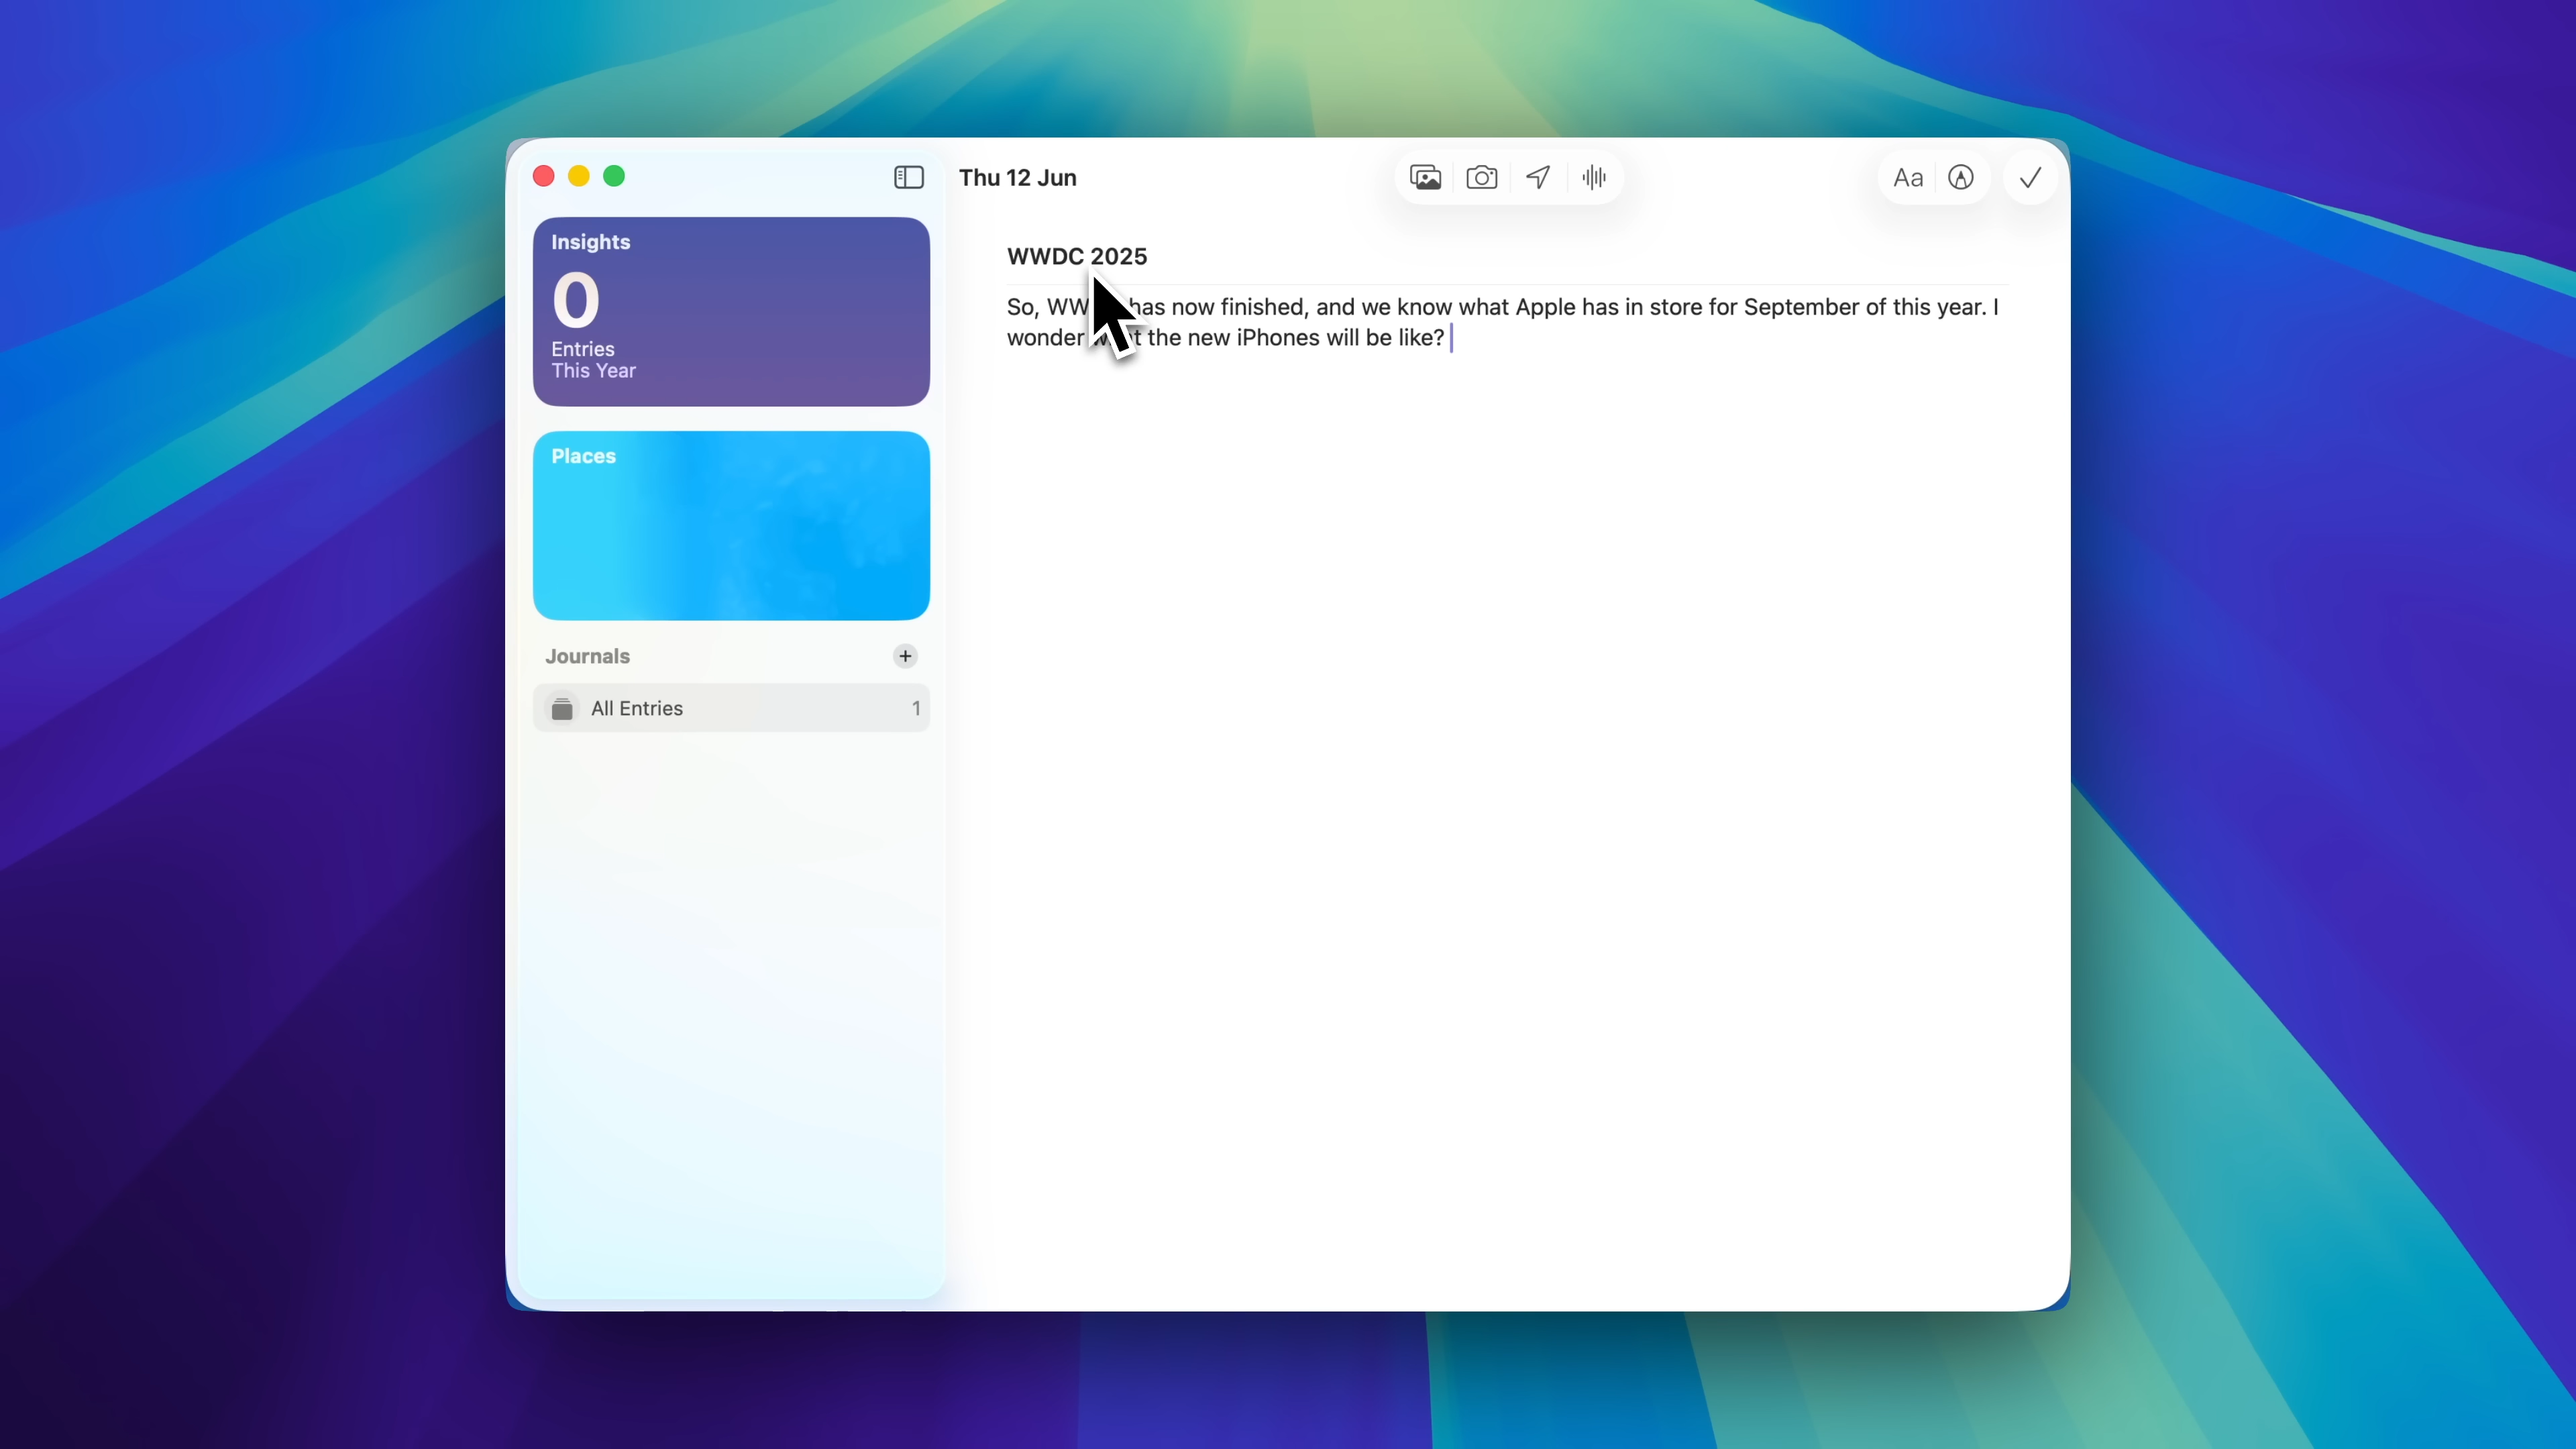 Thu 12 Jun
Aa
Insights
0
Entries
This Year
Places
Journals
All Entries 1
WWDC 2025
So, has now finished, and we know what Apple has in store for September of this year. I
wonder the new iPhones will be like?